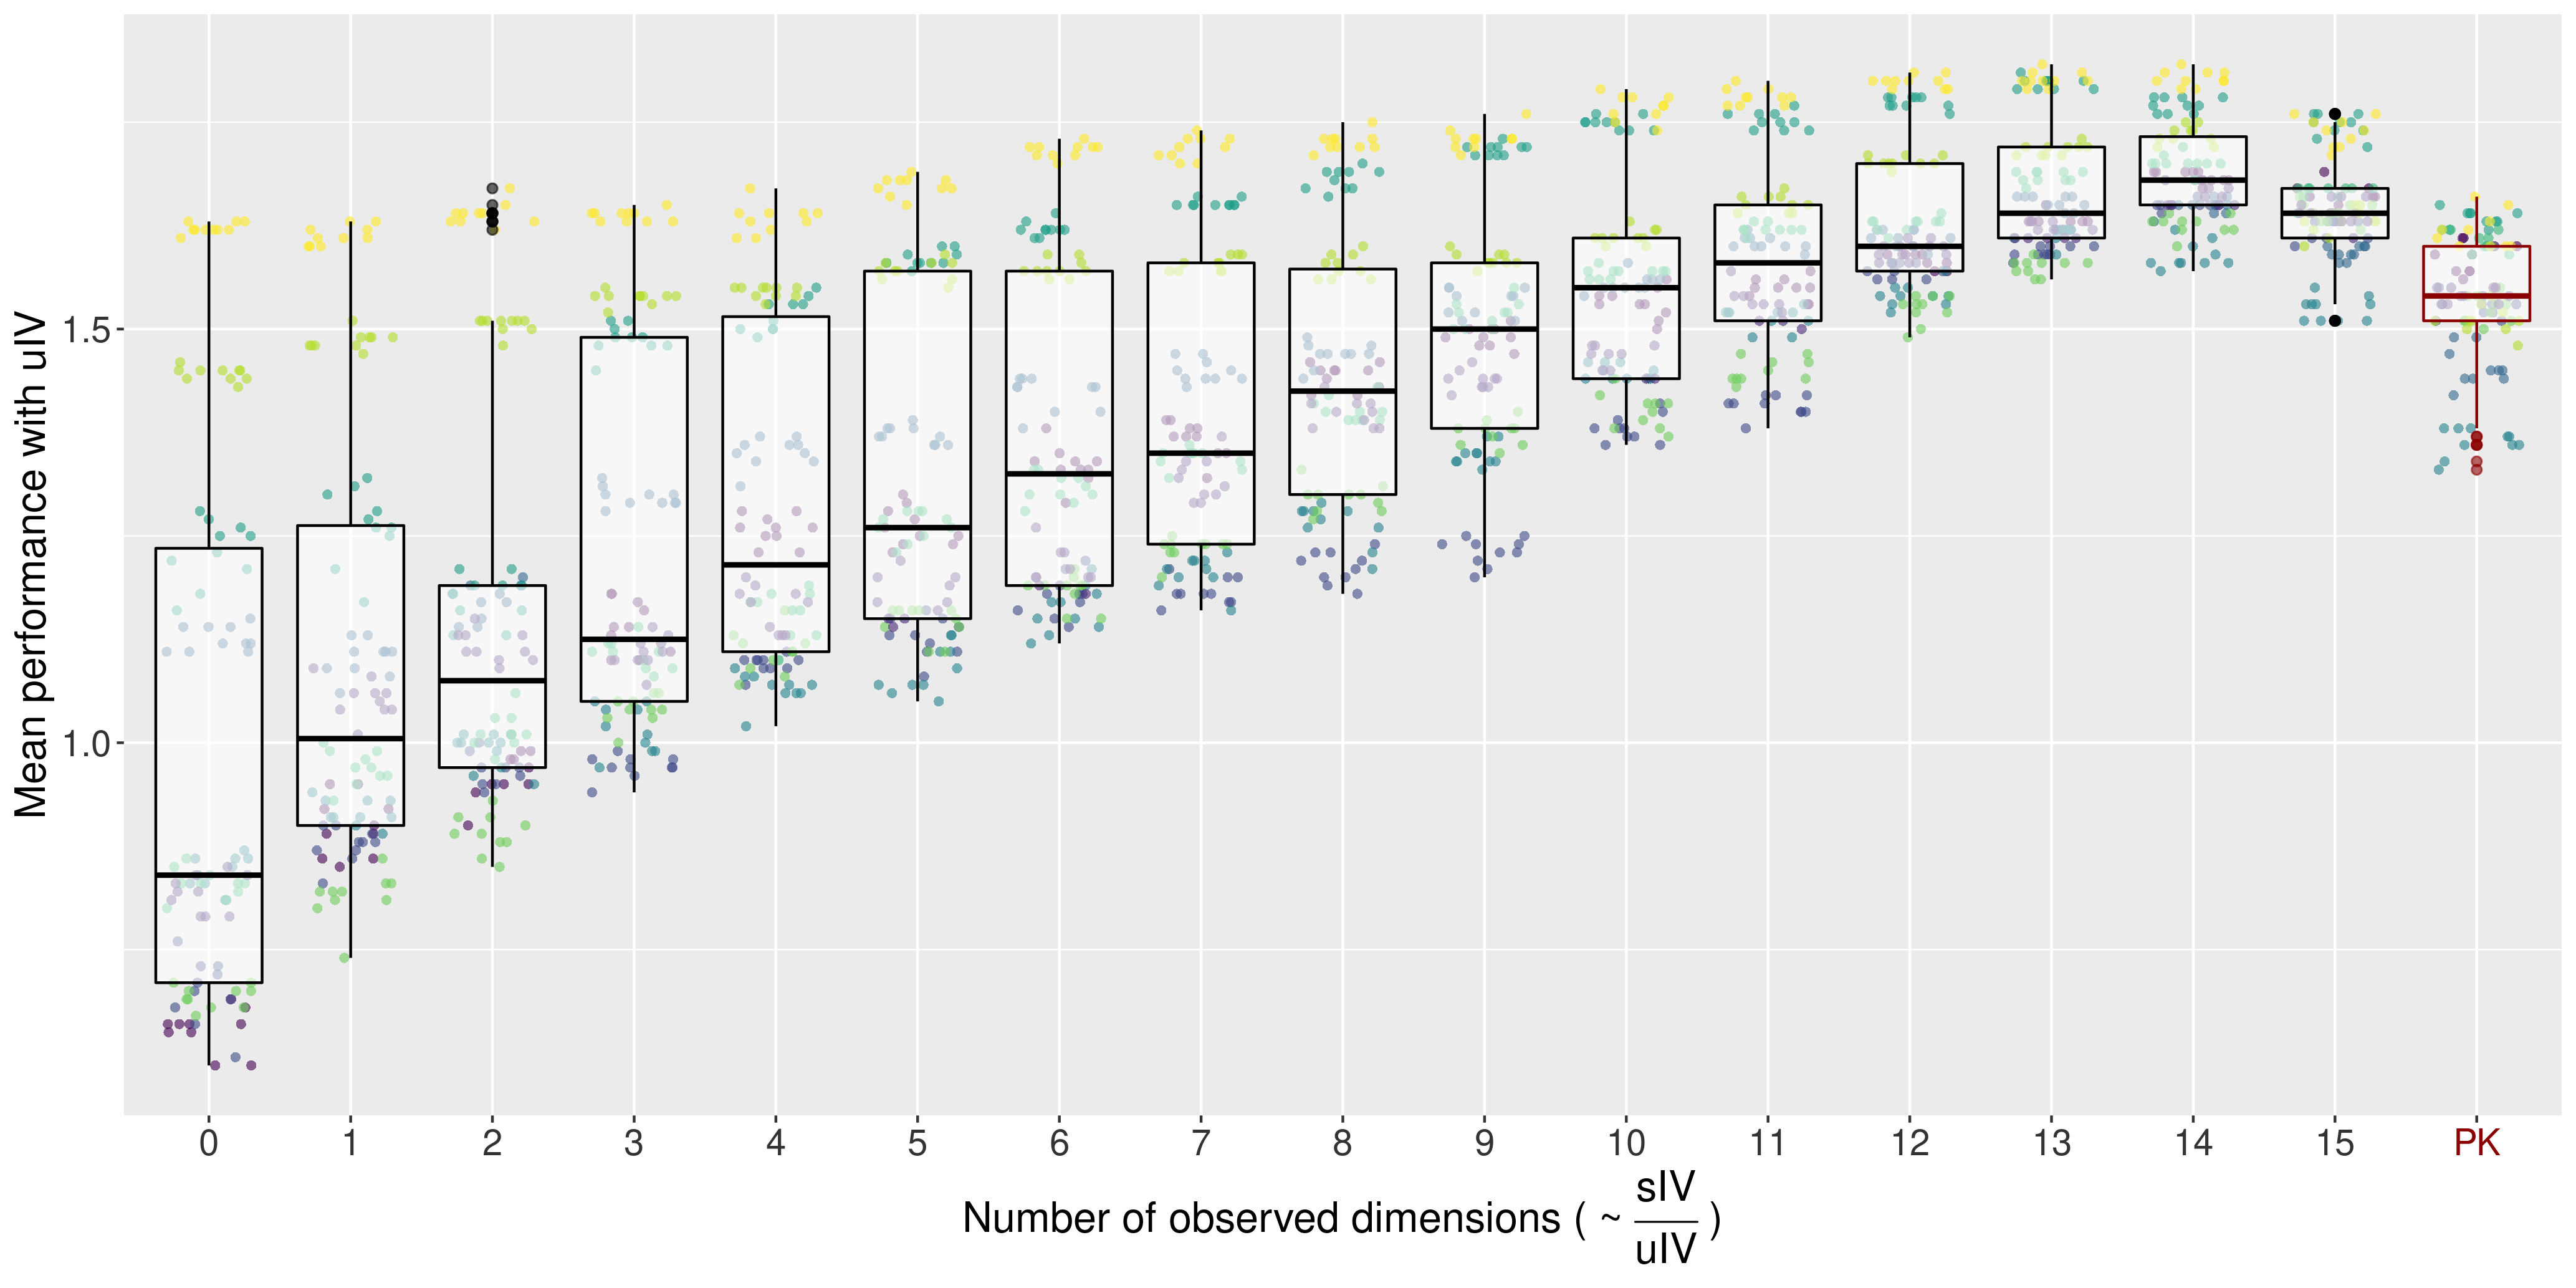 Mean performance with uIV
1.5
1.0
0 1 2 3 4 5 6 7 8 9 10 11 12 13 14 15 PK
Number of observed dimensions ( ~ sIV / uIV )